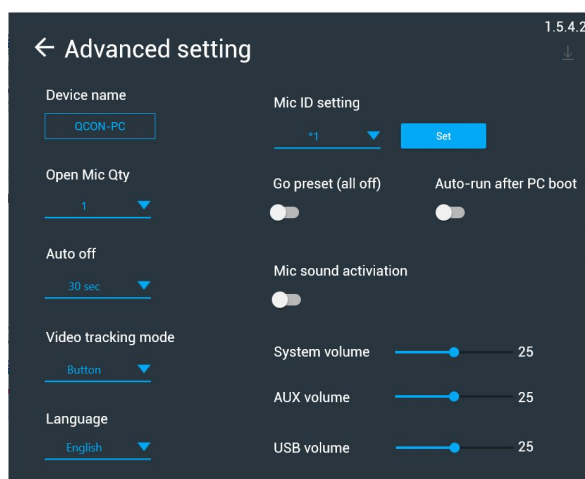 1.5.4.2
Advanced setting
Device name
QCON-PC
Open Mic Qty
1
Auto off
30 sec
Video tracking mode
Button
Language
English
Mic ID setting
*1
Set
Go preset (all off)
Auto-run after PC boot
Mic sound activiation
System volume 25
AUX volume 25
USB volume 25